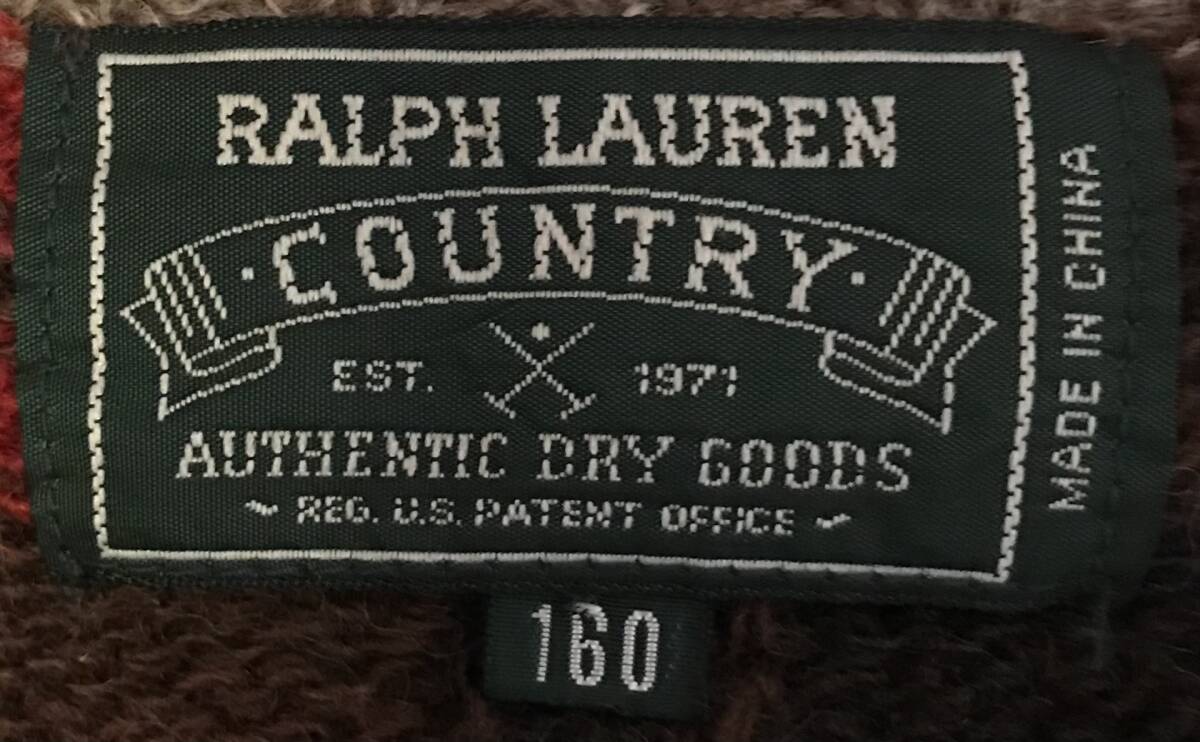 RALPH LAUREN
·COUNTRY·
EST. 1971
AUTHENTIC DRY GOODS
~ REG. U.S. PATENT OFFICE ~
MADE IN CHINA
160